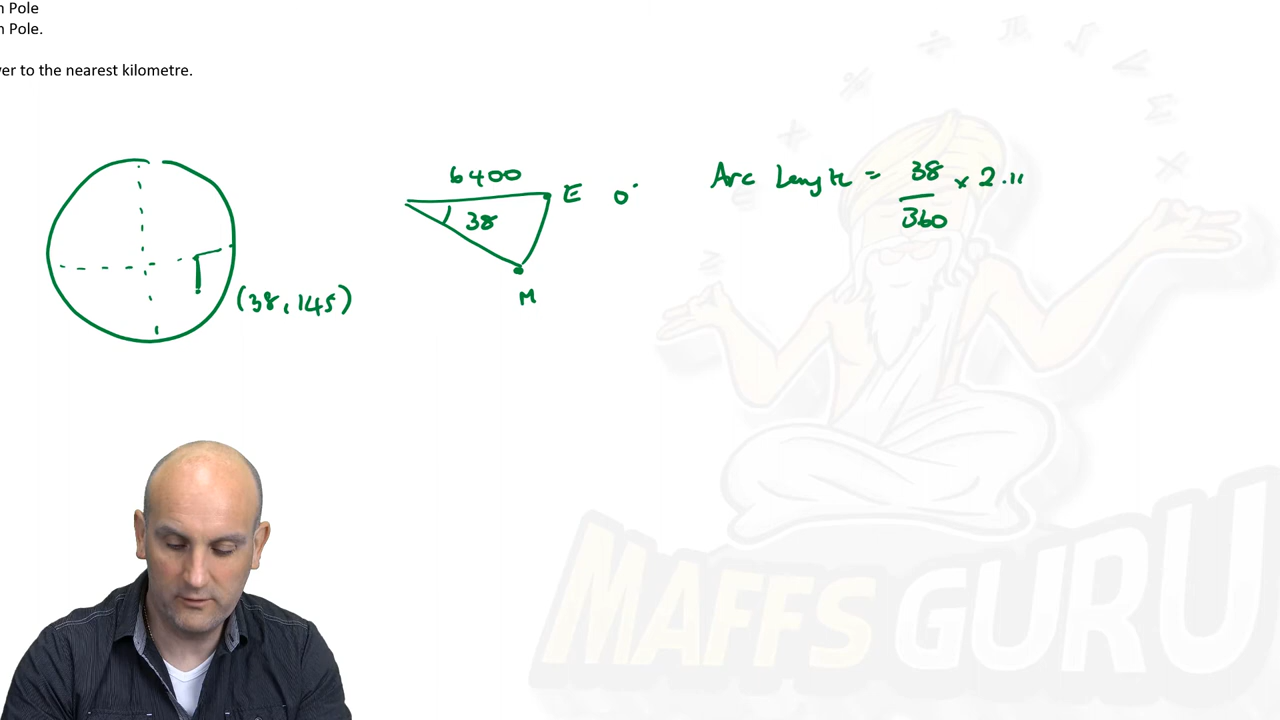 n Pole
n Pole.
ver to the nearest kilometre.
6400
E 0°
38
M
(38, 145)
Arc Length = 38/360 × 2.
MAFFS GURU